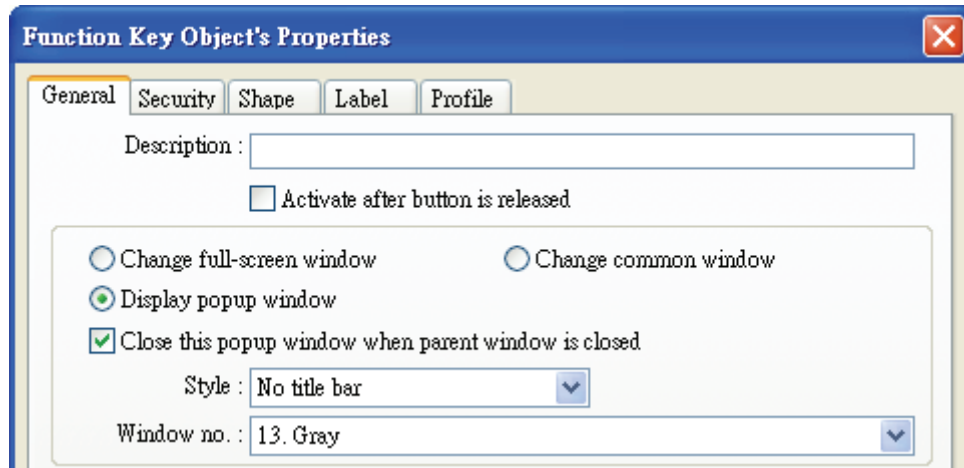 Function Key Object's Properties
General Security Shape Label Profile
Description :
Activate after button is released
Change full-screen window Change common window
Display popup window
Close this popup window when parent window is closed
Style : No title bar
Window no. : 13. Gray